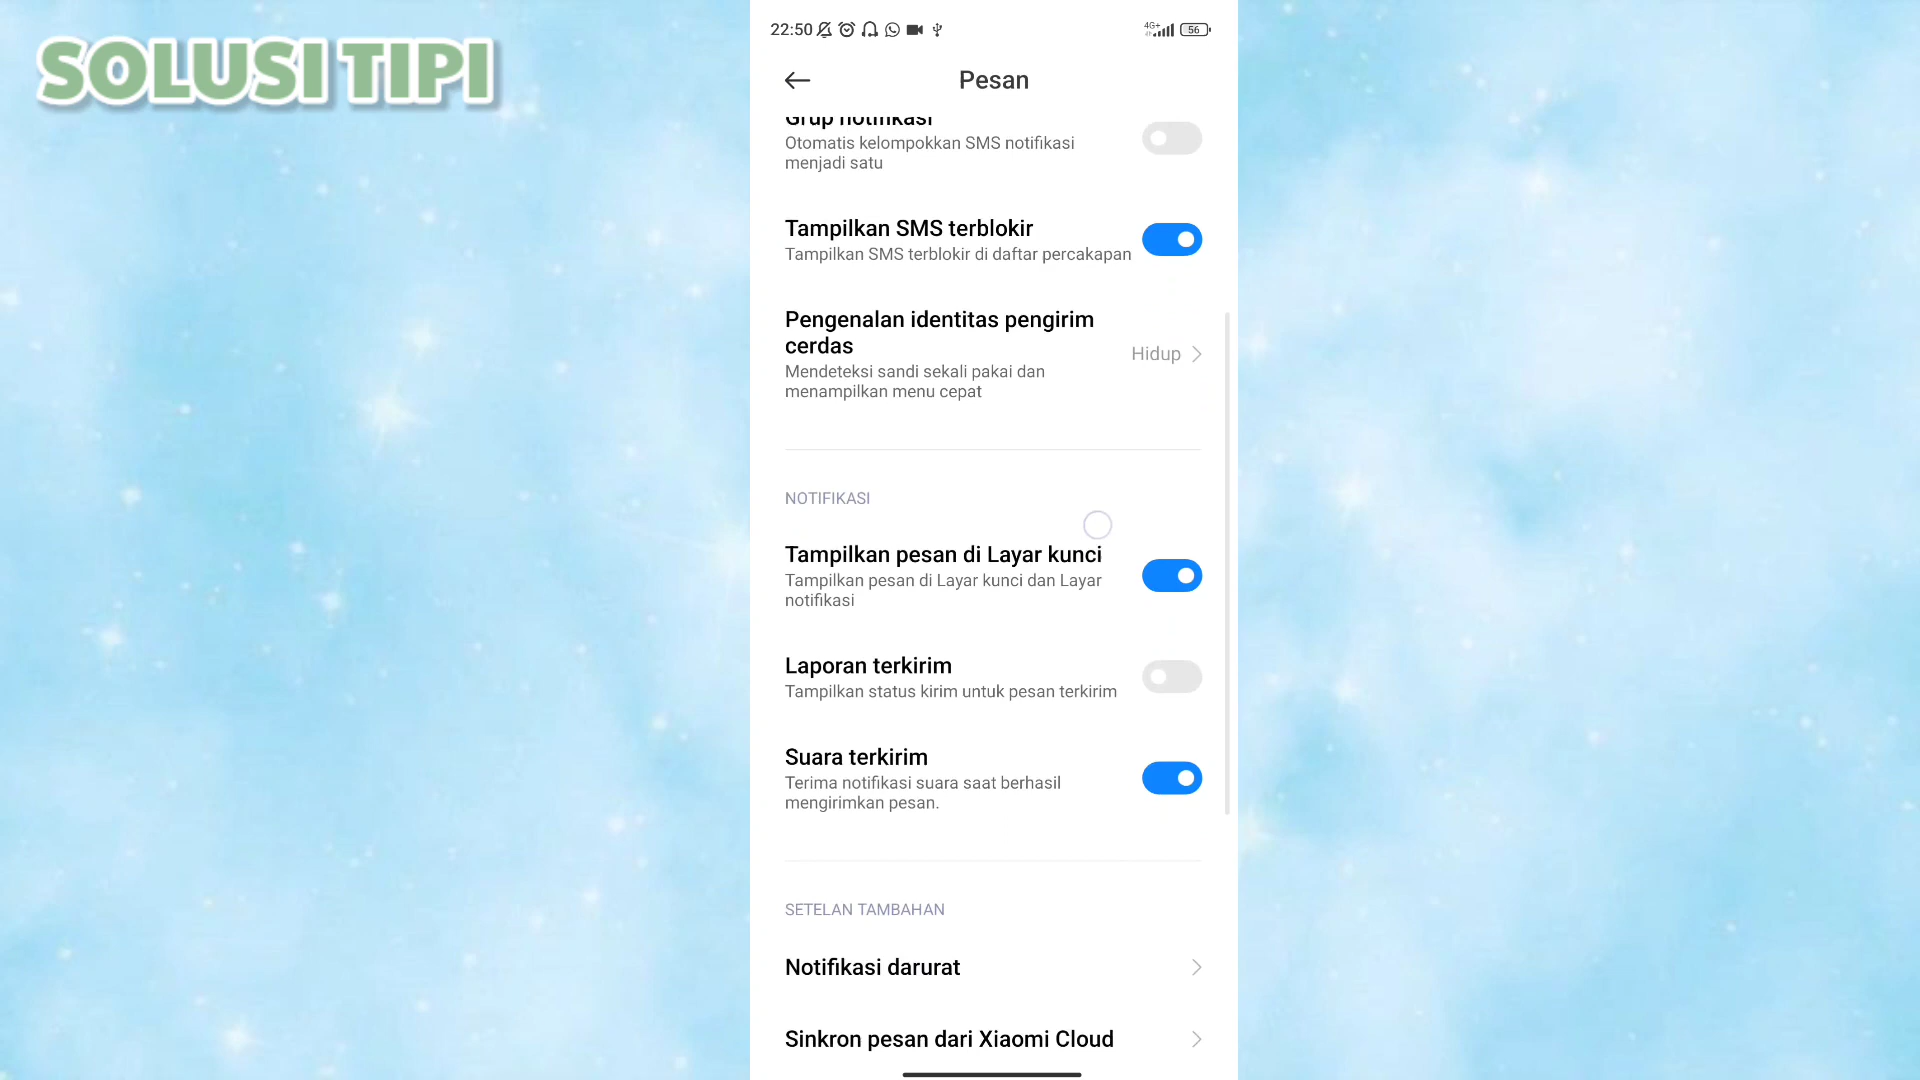 SOLUSI TIPI
22:50
4G+
56
Pesan
Grup notifikasi
Otomatis kelompokkan SMS notifikasi
menjadi satu
Tampilkan SMS terblokir
Tampilkan SMS terblokir di daftar percakapan
Pengenalan identitas pengirim
cerdas
Hidup
Mendeteksi sandi sekali pakai dan
menampilkan menu cepat
NOTIFIKASI
Tampilkan pesan di Layar kunci
Tampilkan pesan di Layar kunci dan Layar
notifikasi
Laporan terkirim
Tampilkan status kirim untuk pesan terkirim
Suara terkirim
Terima notifikasi suara saat berhasil
mengirimkan pesan.
SETELAN TAMBAHAN
Notifikasi darurat
Sinkron pesan dari Xiaomi Cloud